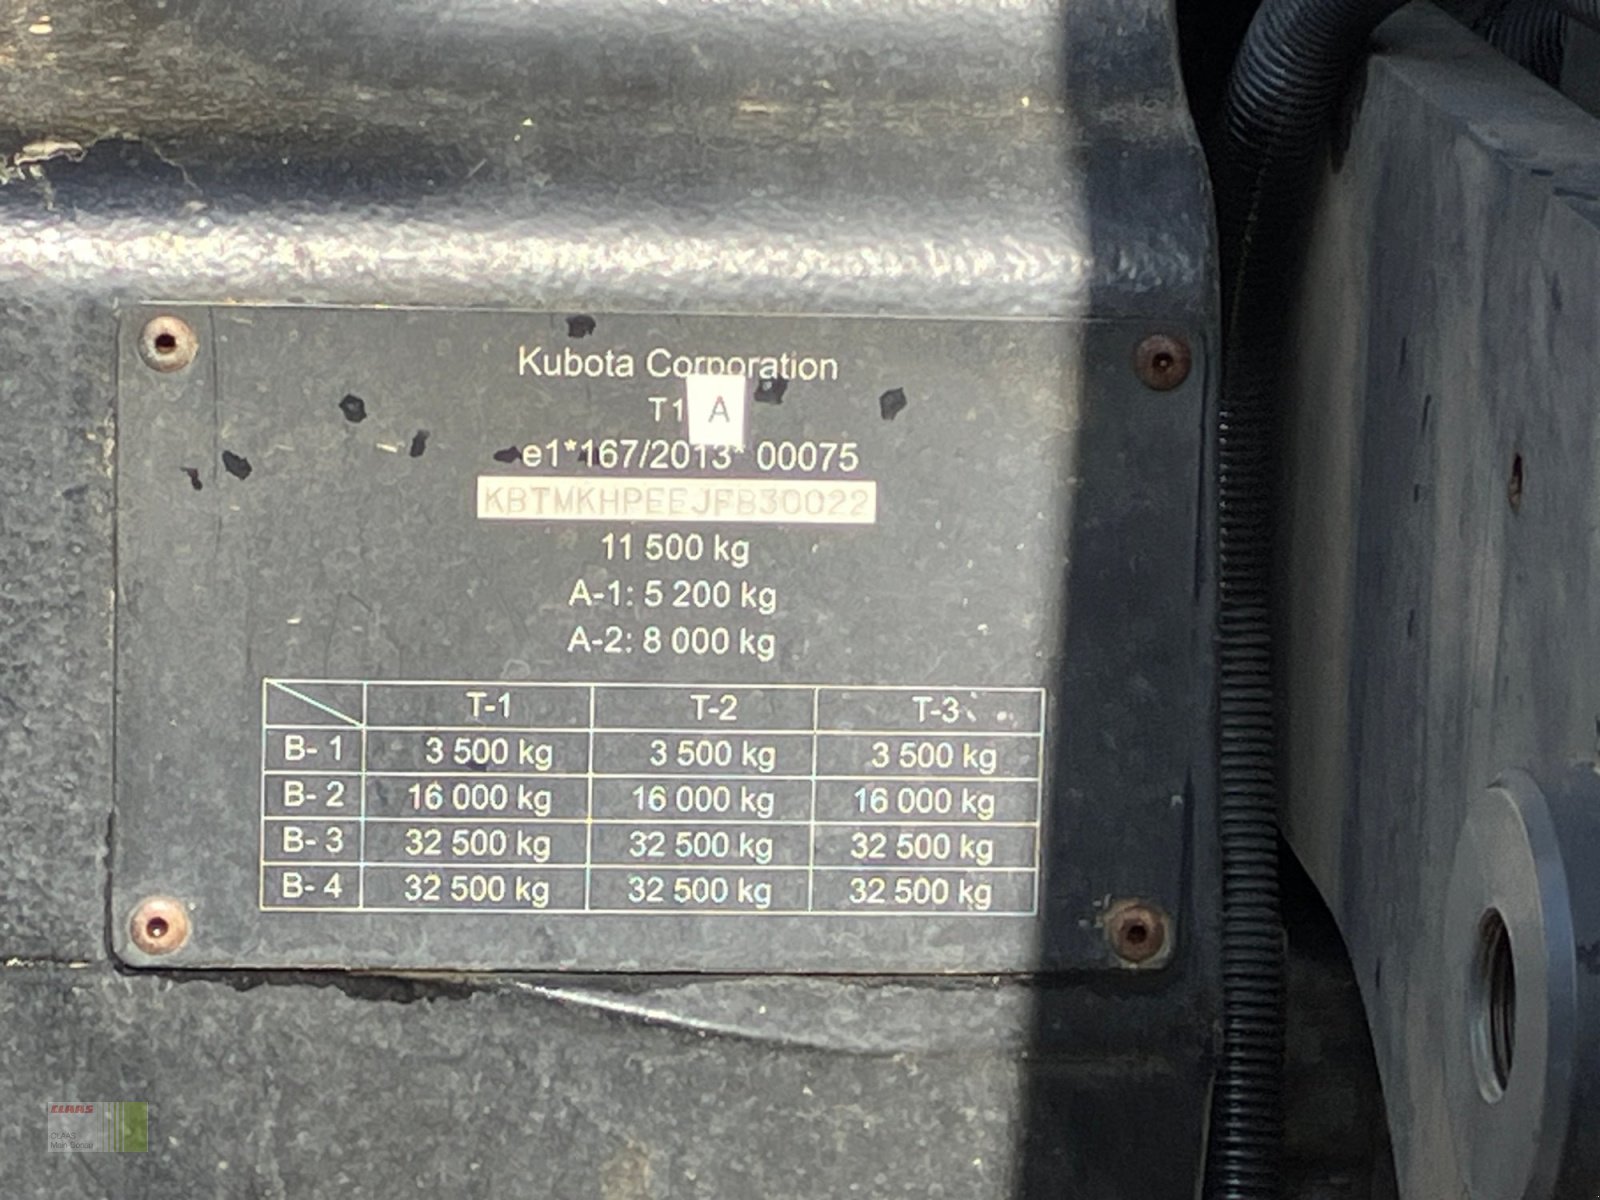 Kubota Corporation
T1 A
e1*167/2013* 00075
KBTMKHPEEJFB30022
11 500 kg
A-1: 5 200 kg
A-2: 8 000 kg
T-1 T-2 T-3
B- 1 3 500 kg 3 500 kg 3 500 kg
B- 2 16 000 kg 16 000 kg 16 000 kg
B- 3 32 500 kg 32 500 kg 32 500 kg
B- 4 32 500 kg 32 500 kg 32 500 kg
CLAAS
CLAAS
Main-Donau